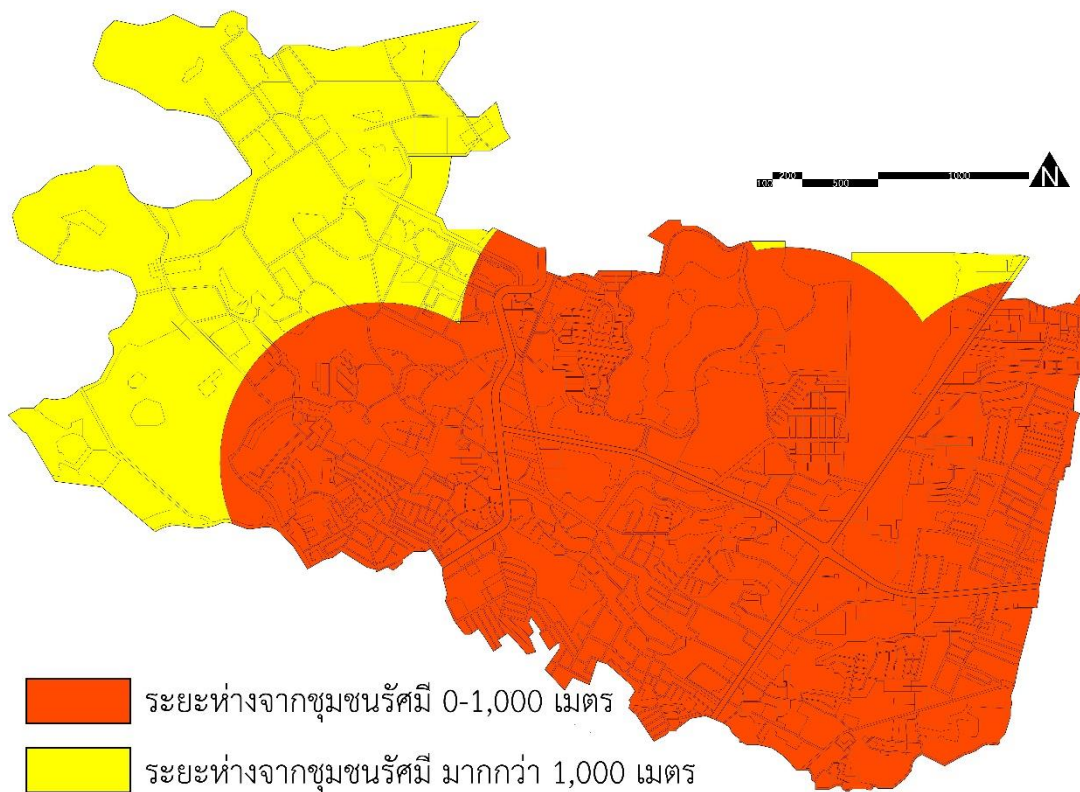 100 200 500 1000 N
ระยะห่างจากชุมชนรัศมี 0-1,000 เมตร
ระยะห่างจากชุมชนรัศมี มากกว่า 1,000 เมตร